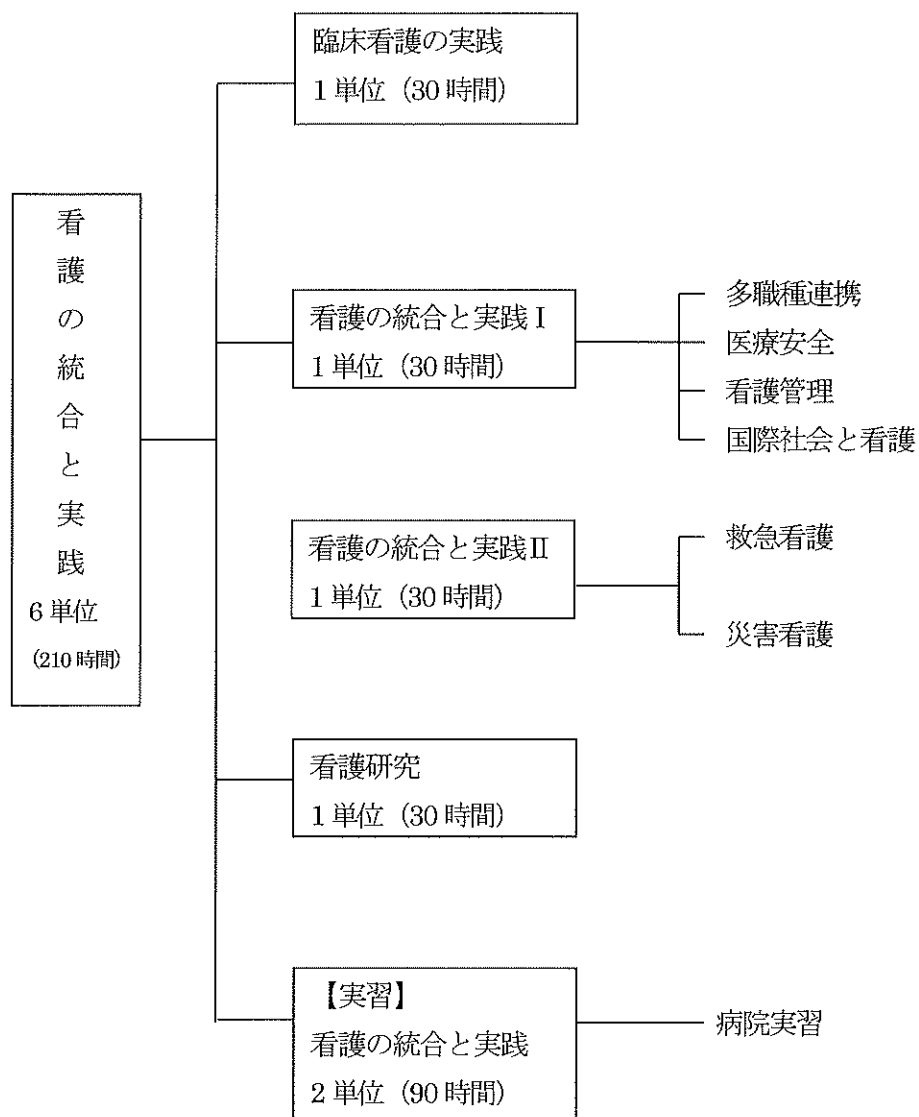 看護の統合と実践
6単位
(210時間)
臨床看護の実践
1単位（30時間）
看護の統合と実践Ⅰ
1単位（30時間）
多職種連携
医療安全
看護管理
国際社会と看護
看護の統合と実践Ⅱ
1単位（30時間）
救急看護
災害看護
看護研究
1単位（30時間）
【実習】
看護の統合と実践
2単位（90時間）
病院実習